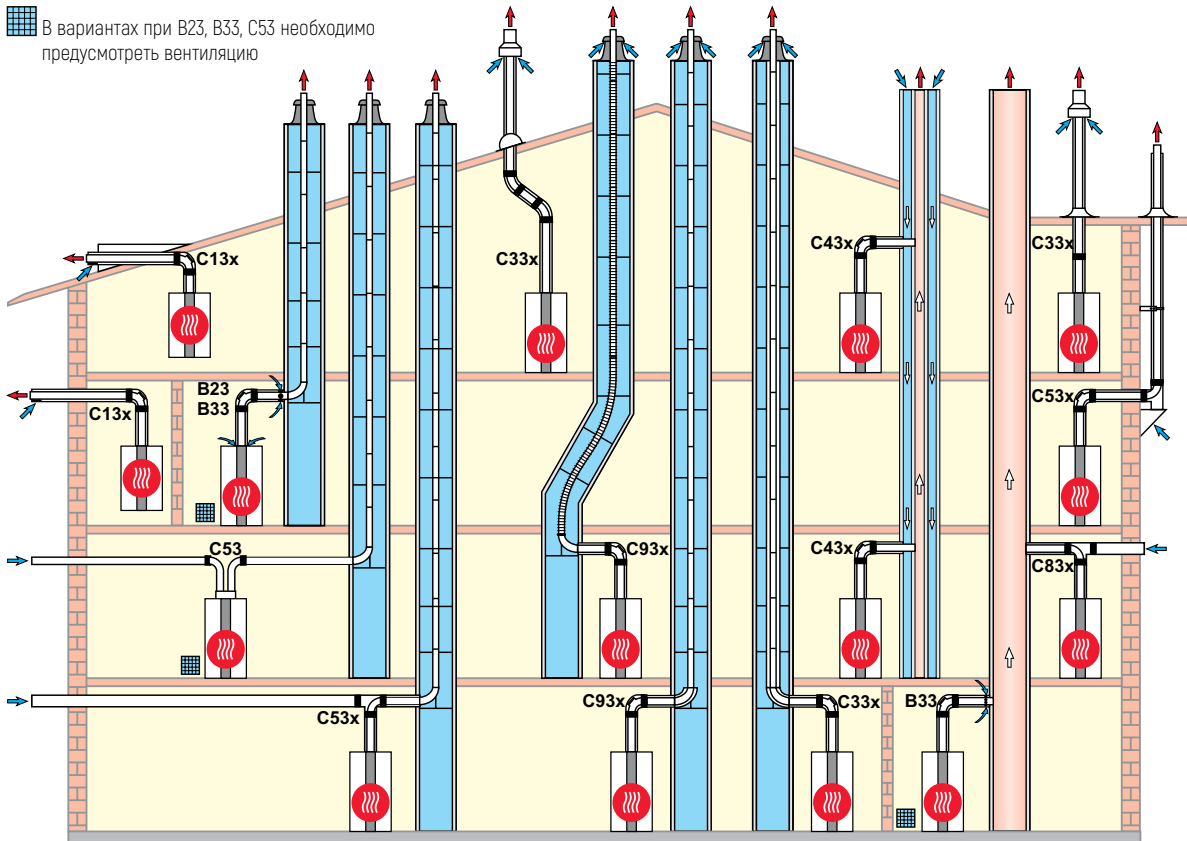 В вариантах при B23, B33, C53 необходимо
предусмотреть вентиляцию
C13x
C33x
C43x
C33x
B23
B33
C13x
C53x
C53
C93x
C43x
C83x
C53x
C93x
C33x
B33